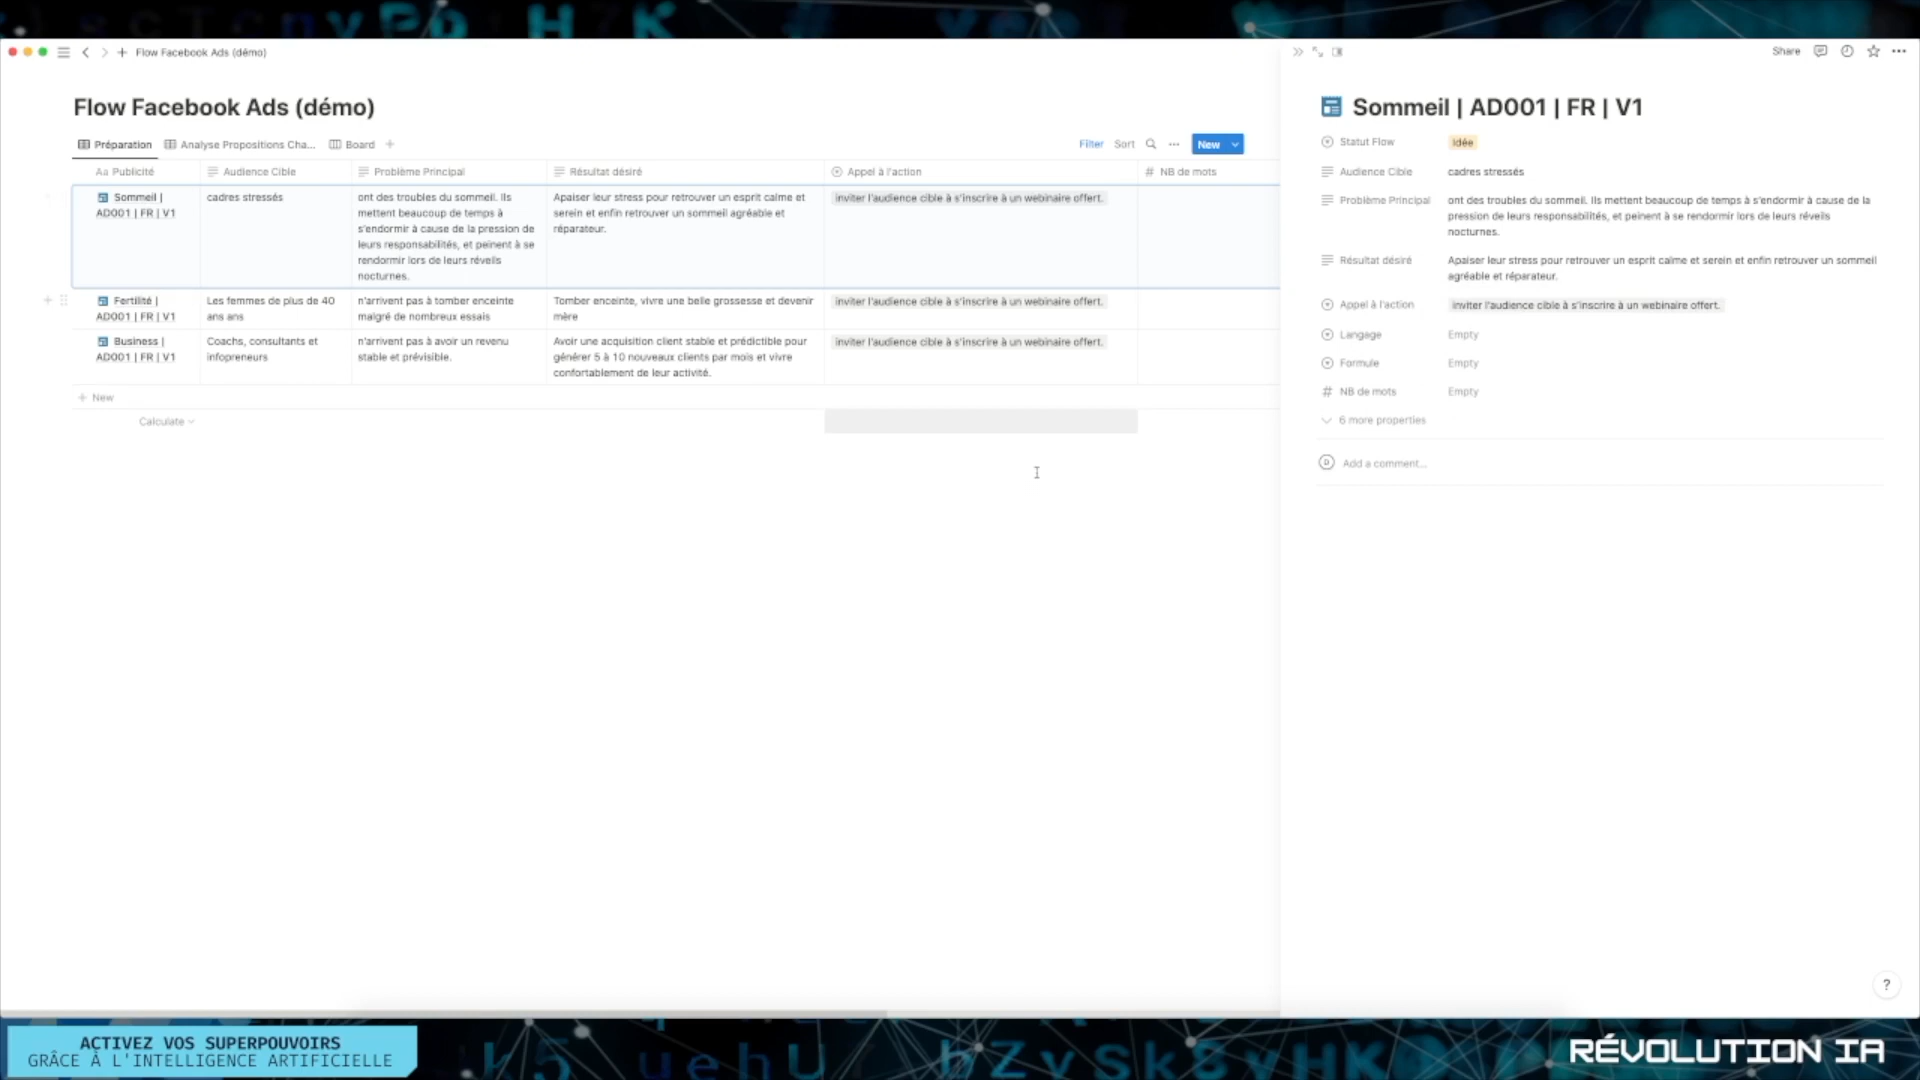 Flow Facebook Ads (démo)
Share
Flow Facebook Ads (démo)
Préparation
Analyse Propositions Cha...
Board
Filter
Sort
New
Aa Publicité
Audience Cible
Problème Principal
Résultat désiré
Appel à l'action
# NB de mots
Sommeil |
AD001 | FR | V1
cadres stressés
ont des troubles du sommeil. Ils
mettent beaucoup de temps à
s'endormir à cause de la pression de
leurs responsabilités, et peinent à se
rendormir lors de leurs réveils
nocturnes.
Apaiser leur stress pour retrouver un esprit calme et
serein et enfin retrouver un sommeil agréable et
réparateur.
inviter l'audience cible à s'inscrire à un webinaire offert.
Fertilité |
AD001 | FR | V1
Les femmes de plus de 40
ans ans
n'arrivent pas à tomber enceinte
malgré de nombreux essais
Tomber enceinte, vivre une belle grossesse et devenir
mère
inviter l'audience cible à s'inscrire à un webinaire offert.
Business |
AD001 | FR | V1
Coachs, consultants et
infopreneurs
n'arrivent pas à avoir un revenu
stable et prévisible.
Avoir une acquisition client stable et prédictible pour
générer 5 à 10 nouveaux clients par mois et vivre
confortablement de leur activité.
inviter l'audience cible à s'inscrire à un webinaire offert.
+ New
Calculate
Sommeil | AD001 | FR | V1
Statut Flow
Idée
Audience Cible
cadres stressés
Problème Principal
ont des troubles du sommeil. Ils mettent beaucoup de temps à s'endormir à cause de la
pression de leurs responsabilités, et peinent à se rendormir lors de leurs réveils
nocturnes.
Résultat désiré
Apaiser leur stress pour retrouver un esprit calme et serein et enfin retrouver un sommeil
agréable et réparateur.
Appel à l'action
inviter l'audience cible à s'inscrire à un webinaire offert.
Langage
Empty
Formule
Empty
# NB de mots
Empty
6 more properties
D
Add a comment...
?
ACTIVEZ VOS SUPERPOUVOIRS
GRÂCE À L'INTELLIGENCE ARTIFICIELLE
RÉVOLUTION IA